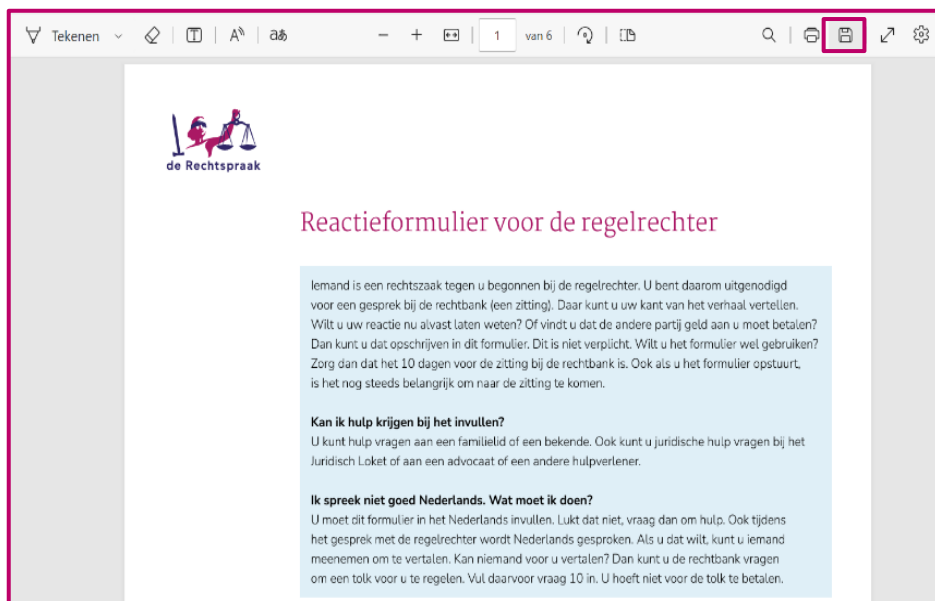 Tekenen
T
A
aあ
1
van 6
de Rechtspraak
Reactieformulier voor de regelrechter
Iemand is een rechtszaak tegen u begonnen bij de regelrechter. U bent daarom uitgenodigd
voor een gesprek bij de rechtbank (een zitting). Daar kunt u uw kant van het verhaal vertellen.
Wilt u uw reactie nu alvast laten weten? Of vindt u dat de andere partij geld aan u moet betalen?
Dan kunt u dat opschrijven in dit formulier. Dit is niet verplicht. Wilt u het formulier wel gebruiken?
Zorg dan dat het 10 dagen voor de zitting bij de rechtbank is. Ook als u het formulier opstuurt,
is het nog steeds belangrijk om naar de zitting te komen.
Kan ik hulp krijgen bij het invullen?
U kunt hulp vragen aan een familielid of een bekende. Ook kunt u juridische hulp vragen bij het
Juridisch Loket of aan een advocaat of een andere hulpverlener.
Ik spreek niet goed Nederlands. Wat moet ik doen?
U moet dit formulier in het Nederlands invullen. Lukt dat niet, vraag dan om hulp. Ook tijdens
het gesprek met de regelrechter wordt Nederlands gesproken. Als u dat wilt, kunt u iemand
meenemen om te vertalen. Kan niemand voor u vertalen? Dan kunt u de rechtbank vragen
om een tolk voor u te regelen. Vul daarvoor vraag 10 in. U hoeft niet voor de tolk te betalen.